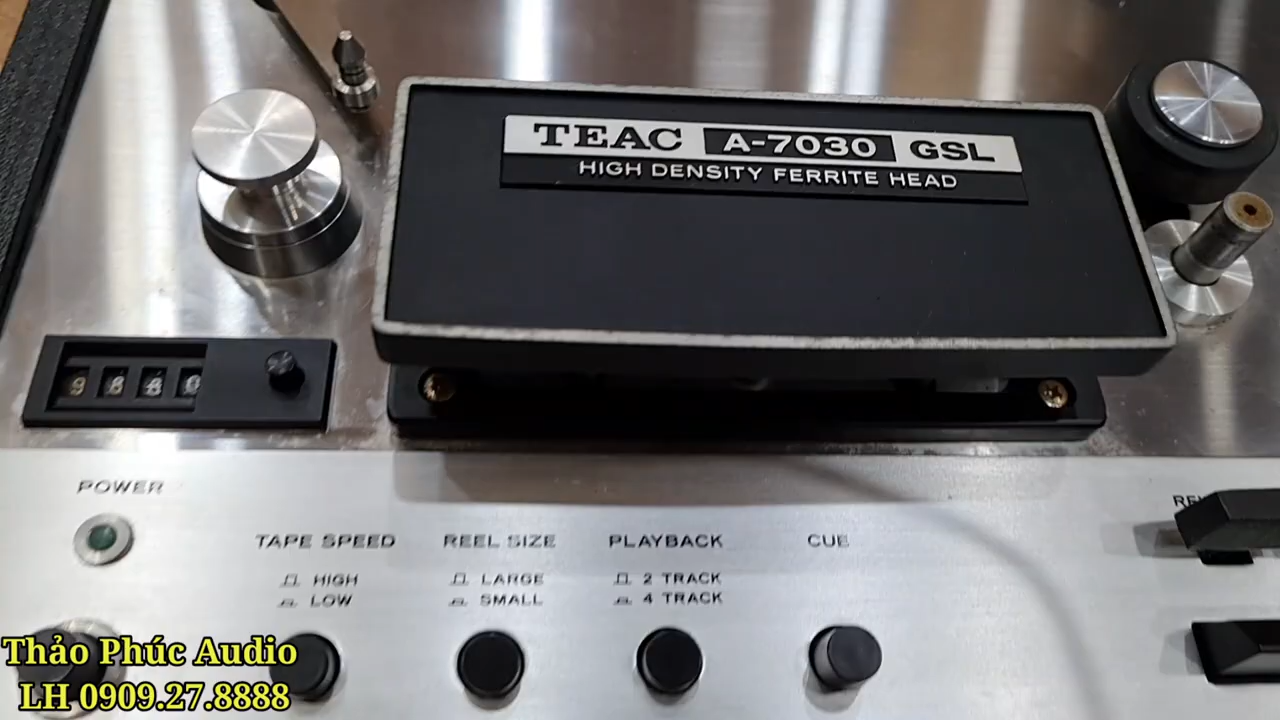 TEAC A-7030 GSL
HIGH DENSITY FERRITE HEAD
POWER
TAPE SPEED
HIGH
LOW
REEL SIZE
LARGE
SMALL
PLAYBACK
2 TRACK
4 TRACK
CUE
Thảo Phúc Audio
LH 0909.27.8888